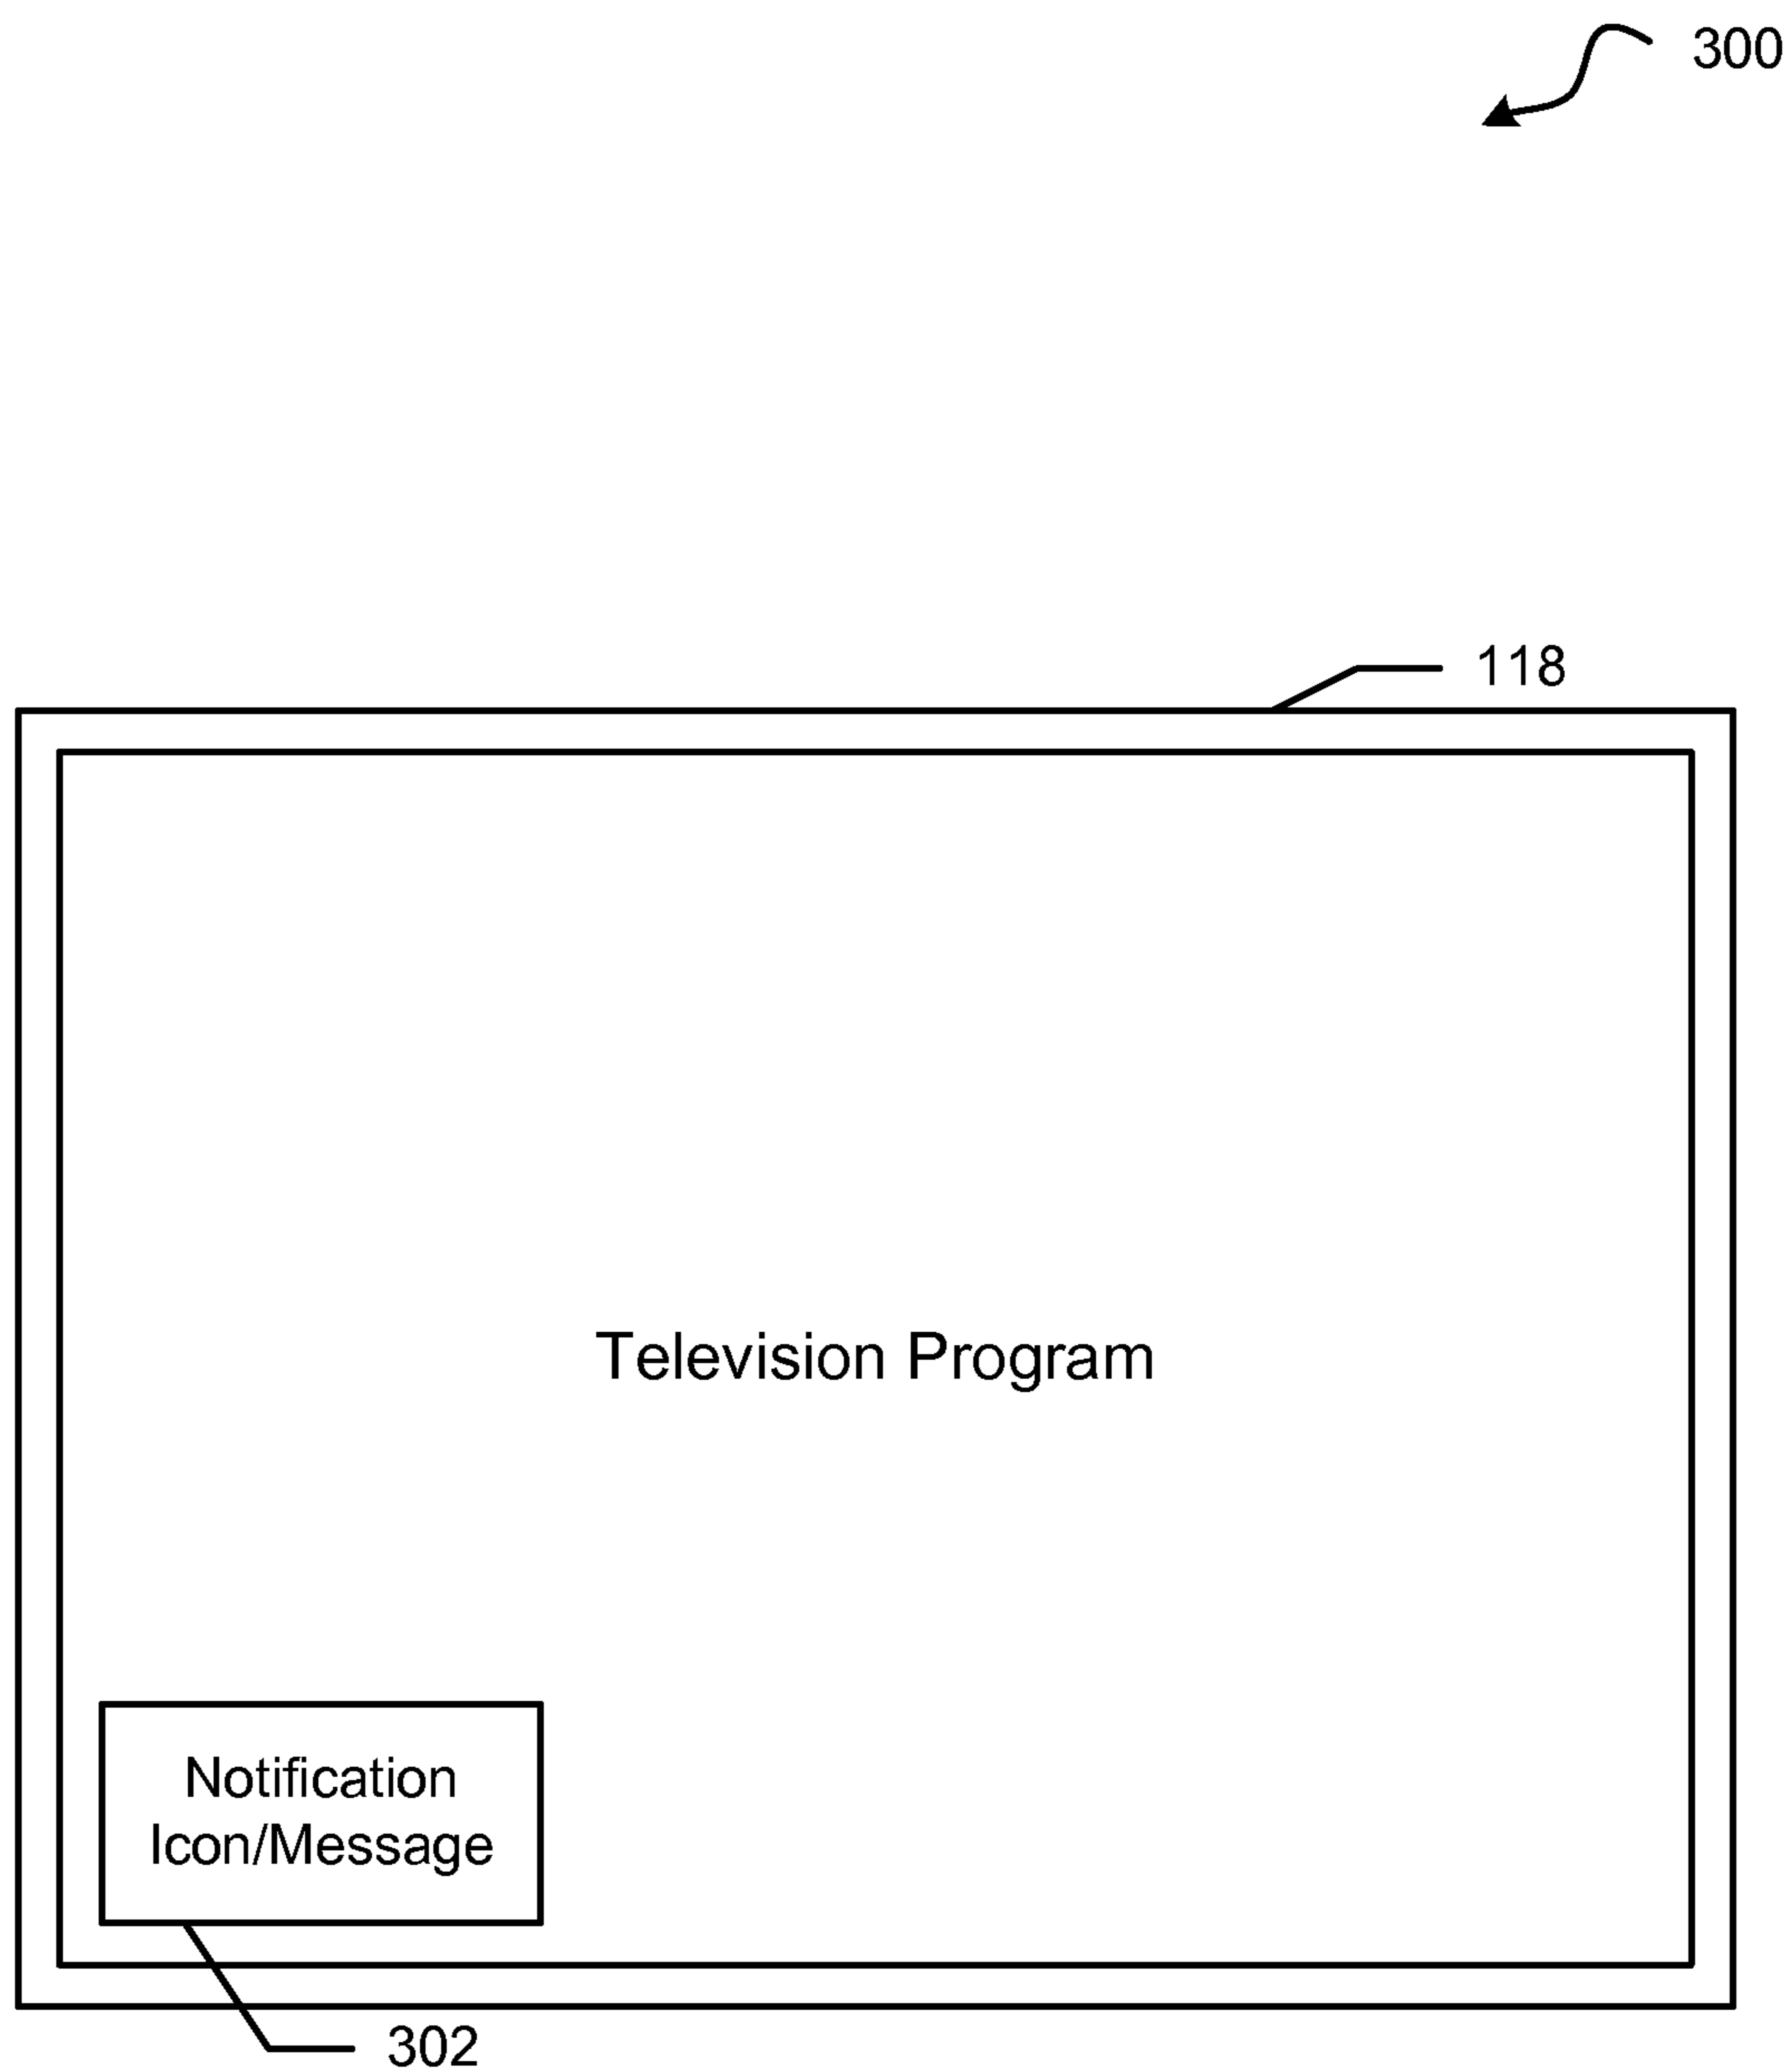 300
118
Television Program
Notification
Icon/Message
302